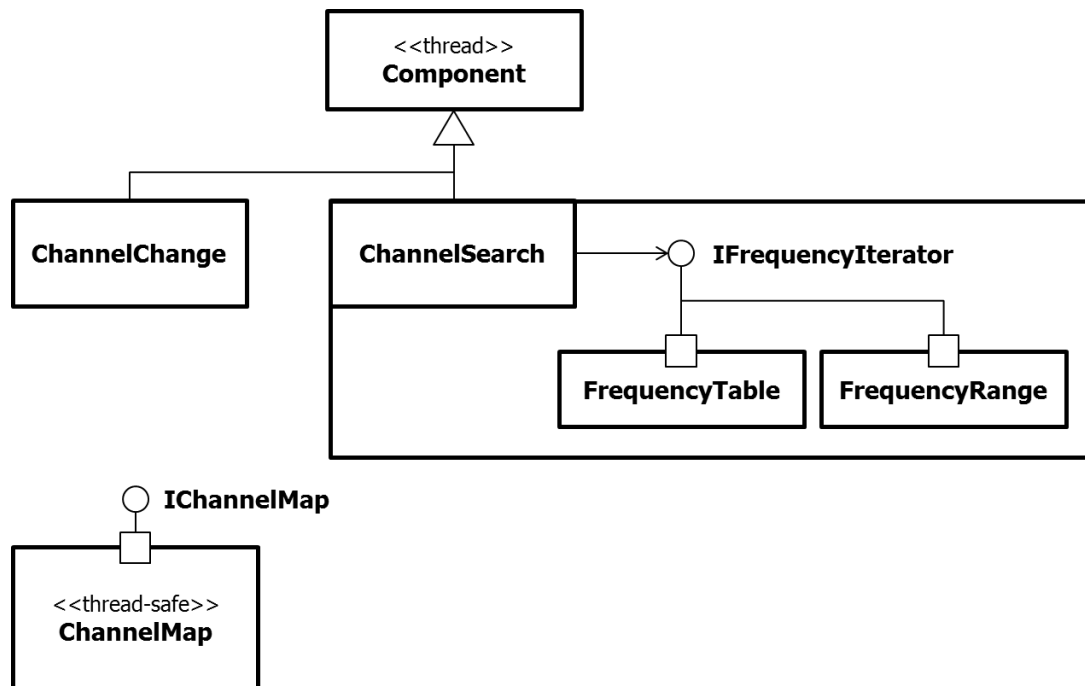 <<thread>>
Component
ChannelChange
ChannelSearch
IFrequencyIterator
FrequencyTable
FrequencyRange
IChannelMap
<<thread-safe>>
ChannelMap